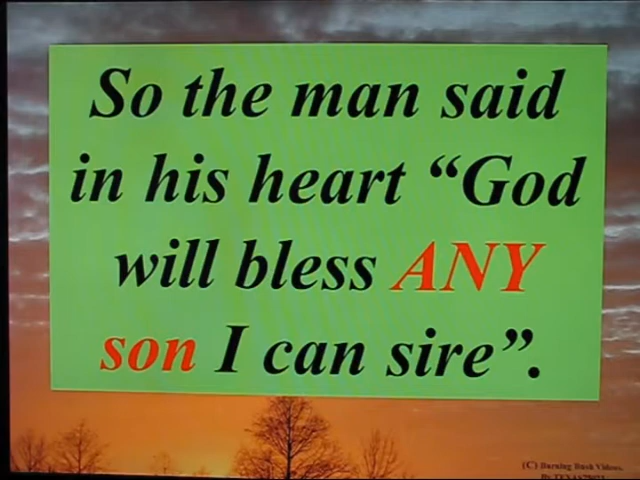 So the man said
in his heart “God
will bless ANY
son I can sire”.
(C) Burning Bush Videos.